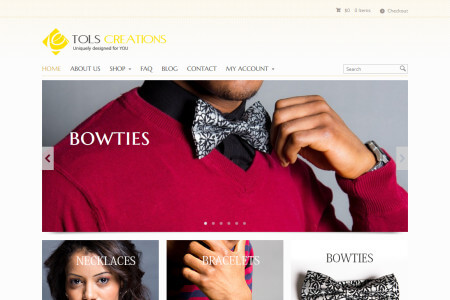 £0 0 items Checkout
TOLS CREATIONS
Uniquely designed for YOU
HOME ABOUT US SHOP FAQ BLOG CONTACT MY ACCOUNT
Search
BOWTIES
NECKLACES BRACELETS BOWTIES